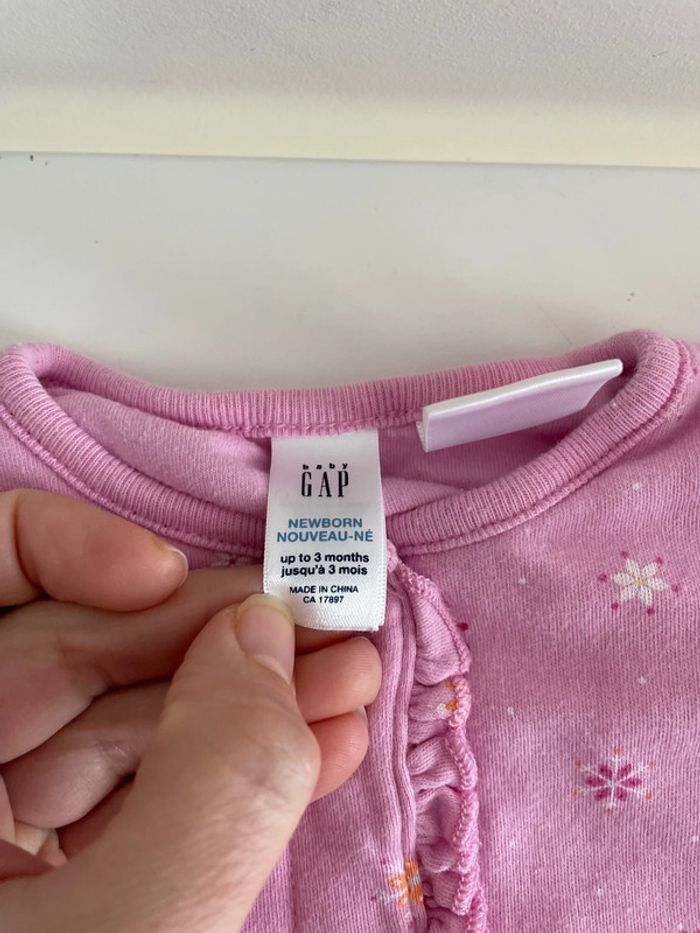 baby
GAP
NEWBORN
NOUVEAU-NÉ
up to 3 months
jusqu'à 3 mois
MADE IN CHINA
CA 17897